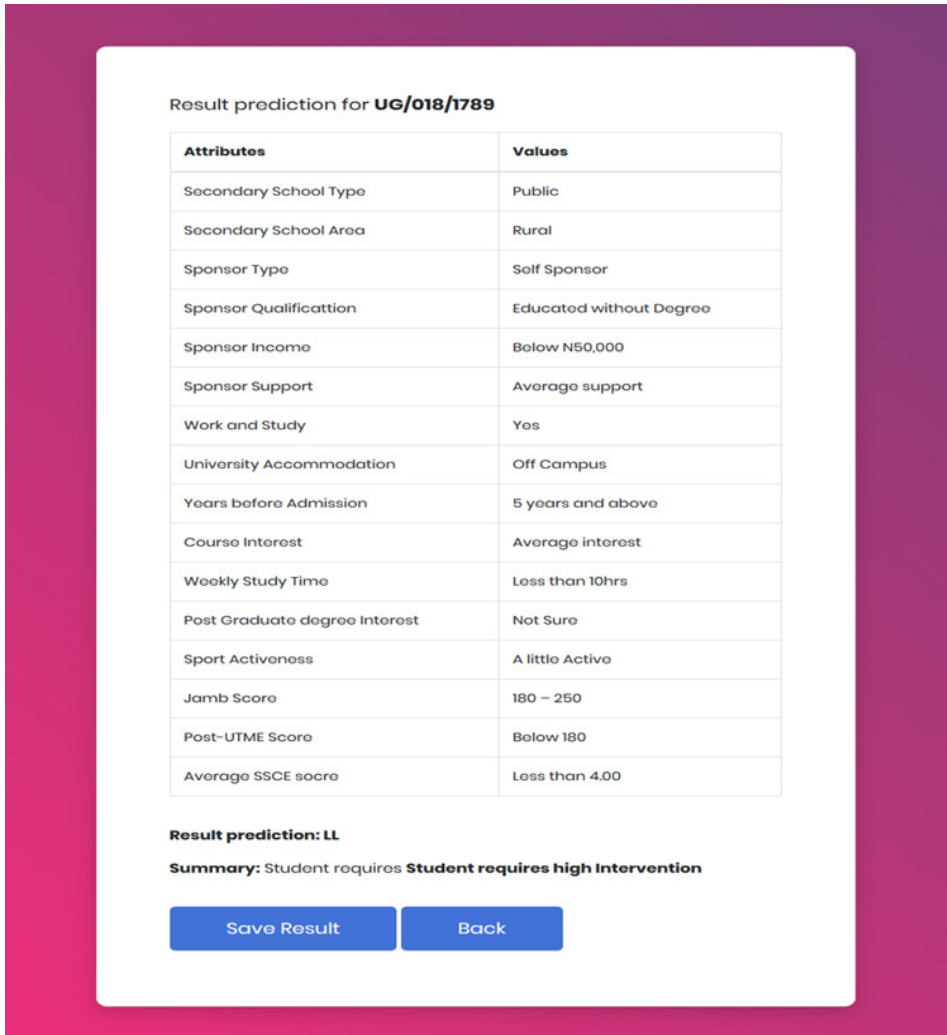 Result prediction for UG/018/1789
Attributes Values
Secondary School Type Public
Secondary School Area Rural
Sponsor Type Self Sponsor
Sponsor Qualificattion Educated without Degree
Sponsor Income Below N50,000
Sponsor Support Average support
Work and Study Yes
University Accommodation Off Campus
Years before Admission 5 years and above
Course Interest Average interest
Weekly Study Time Less than 10hrs
Post Graduate degree Interest Not Sure
Sport Activeness A little Active
Jamb Score 180 – 250
Post-UTME Score Below 180
Average SSCE socre Less than 4.00
Result prediction: LL
Summary: Student requires Student requires high Intervention
Save Result Back